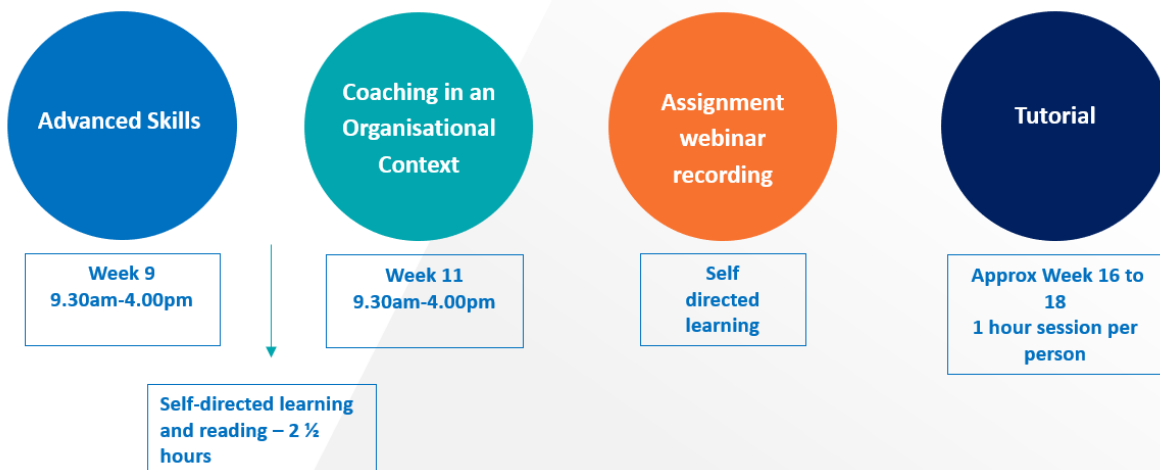 Advanced Skills
Coaching in an
Organisational
Context
Assignment
webinar
recording
Tutorial
Week 9
9.30am-4.00pm
Week 11
9.30am-4.00pm
Self
directed
learning
Approx Week 16 to
18
1 hour session per
person
Self-directed learning
and reading – 2 ½
hours